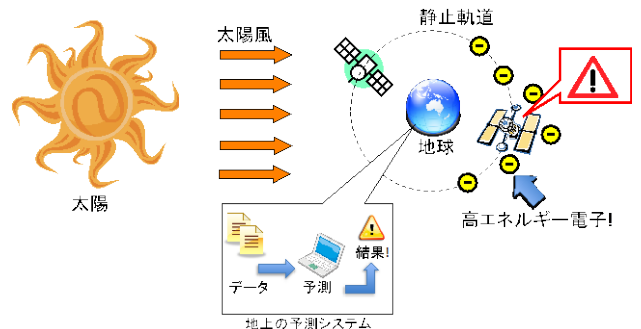 静止軌道
太陽風
地球
太陽
高エネルギー電子!
結果!
データ
予測
地上の予測システム